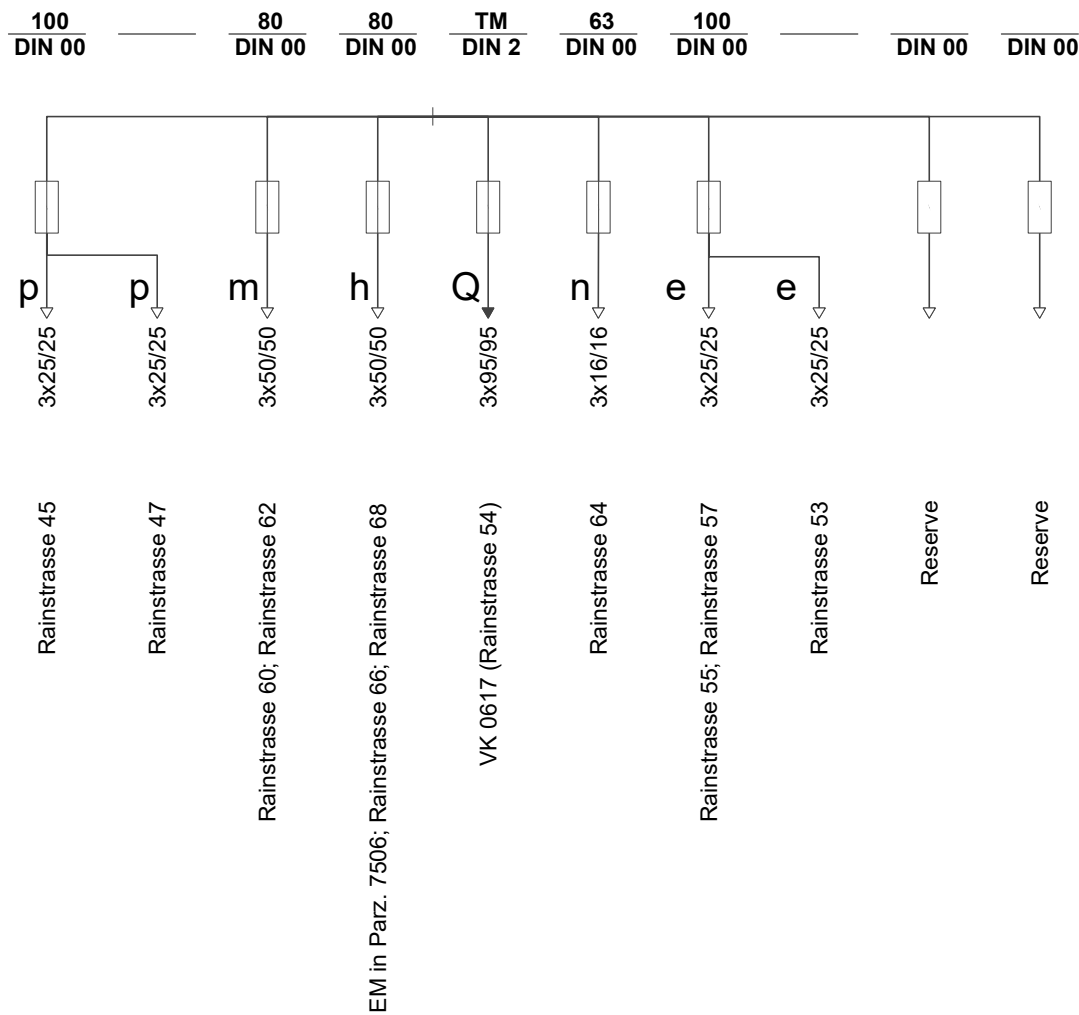 100 80 80 TM 63 100
DIN 00 DIN 00 DIN 00 DIN 2 DIN 00 DIN 00 DIN 00 DIN 00
p p m h Q n e e
3x25/25
3x25/25
3x50/50
3x50/50
3x95/95
3x16/16
3x25/25
3x25/25
Rainstrasse 45
Rainstrasse 47
Rainstrasse 60; Rainstrasse 62
EM in Parz. 7506; Rainstrasse 66; Rainstrasse 68
VK 0617 (Rainstrasse 54)
Rainstrasse 64
Rainstrasse 55; Rainstrasse 57
Rainstrasse 53
Reserve
Reserve